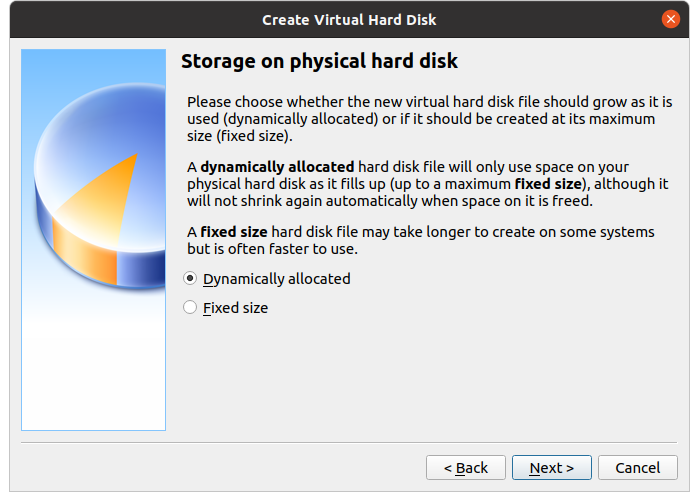 Create Virtual Hard Disk
Storage on physical hard disk
Please choose whether the new virtual hard disk file should grow as it is
used (dynamically allocated) or if it should be created at its maximum
size (fixed size).
A dynamically allocated hard disk file will only use space on your
physical hard disk as it fills up (up to a maximum fixed size), although it
will not shrink again automatically when space on it is freed.
A fixed size hard disk file may take longer to create on some systems
but is often faster to use.
Dynamically allocated
Fixed size
< Back
Next >
Cancel